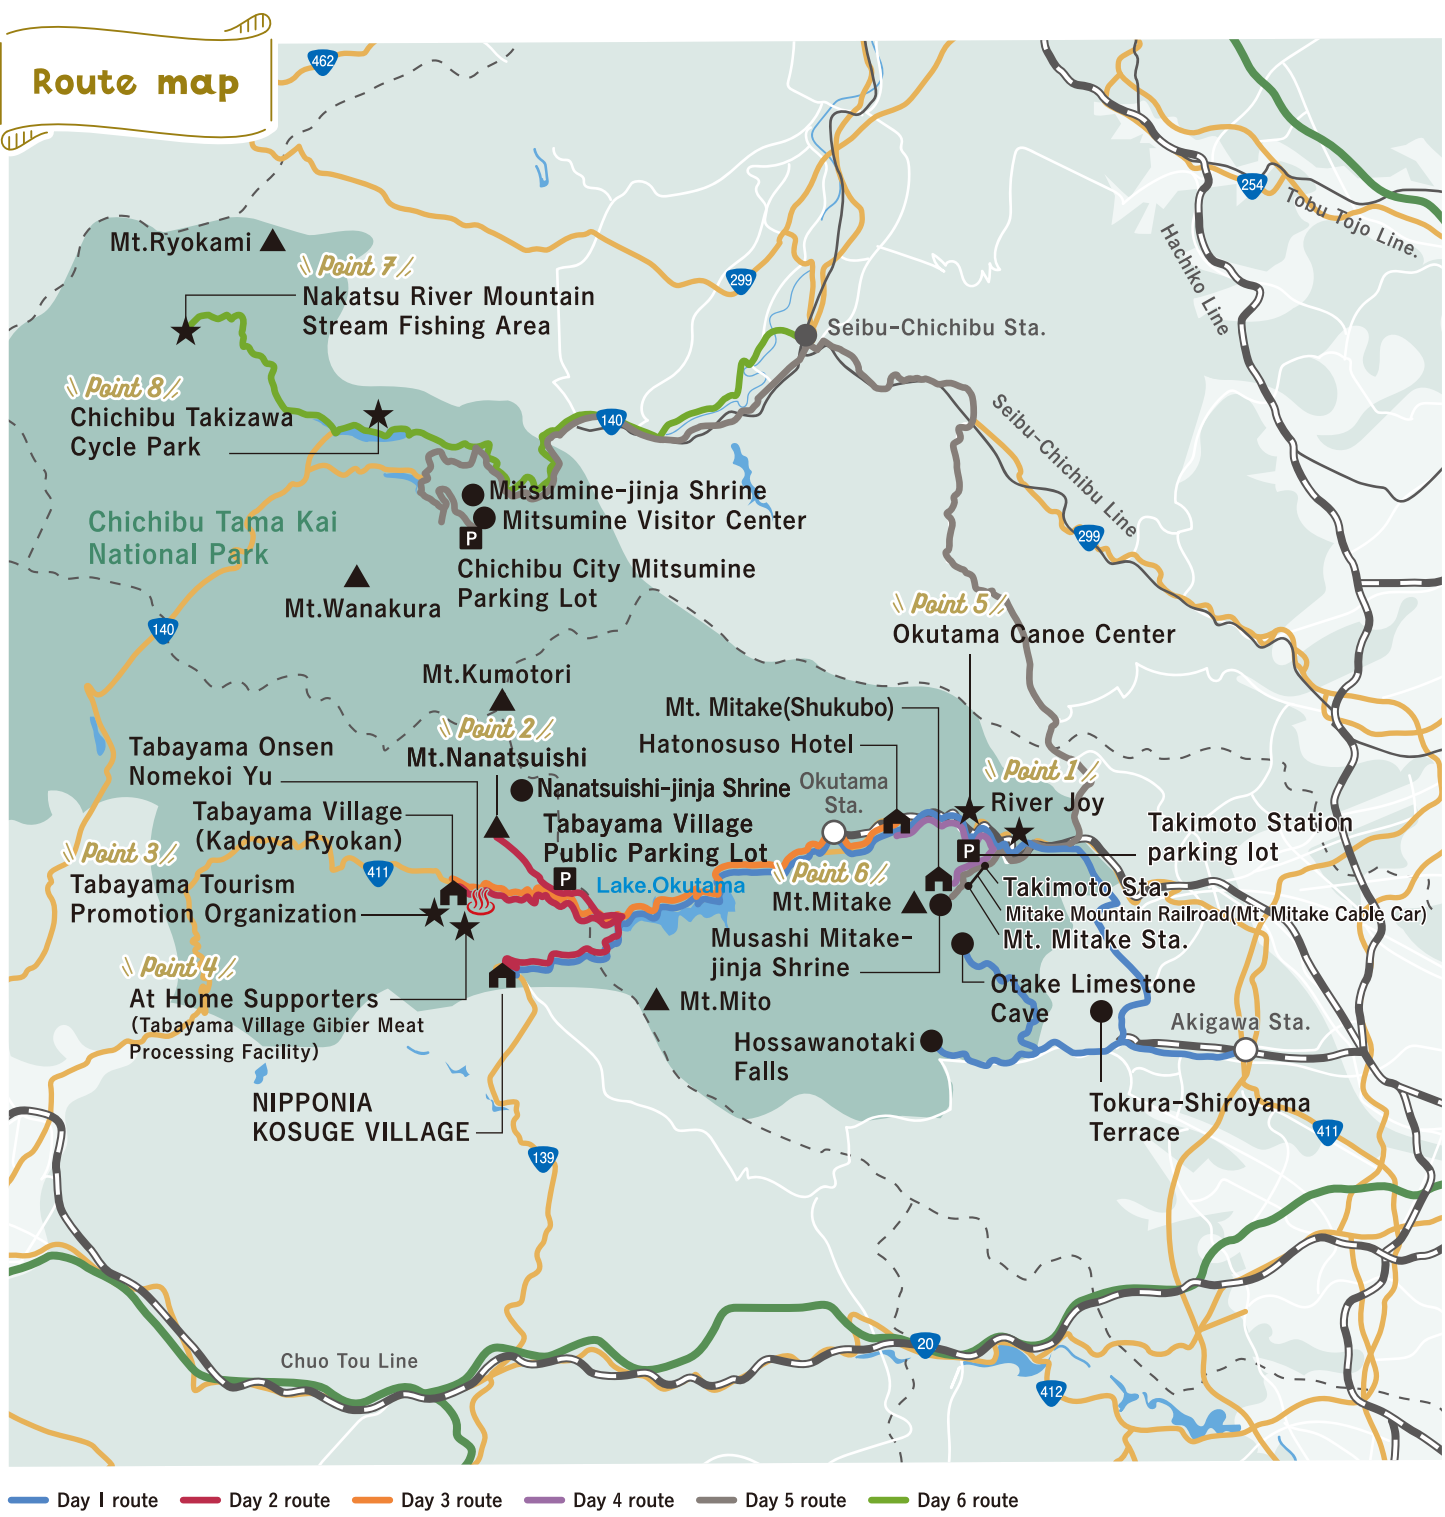 Route map
462
254
Tobu Tojo Line.
Hachiko Line
Mt.Ryokami
Point 7
Nakatsu River Mountain
Stream Fishing Area
299
Seibu-Chichibu Sta.
Point 8
Chichibu Takizawa
Cycle Park
140
Seibu-Chichibu Line
299
Mitsumine-jinja Shrine
Mitsumine Visitor Center
P
Chichibu City Mitsumine
Parking Lot
Chichibu Tama Kai
National Park
Mt.Wanakura
140
Point 5
Okutama Canoe Center
Mt.Kumotori
Point 2
Mt.Nanatsuishi
Mt. Mitake(Shukubo)
Hatonosuso Hotel
Tabayama Onsen
Nomekoi Yu
Nanatsuishi-jinja Shrine
Okutama
Sta.
Point 1
River Joy
Tabayama Village
(Kadoya Ryokan)
Tabayama Village
Public Parking Lot
P
Takimoto Station
parking lot
P
Point 3
Tabayama Tourism
Promotion Organization
411
Lake.Okutama
Point 6
Mt.Mitake
Takimoto Sta.
Mitake Mountain Railroad(Mt. Mitake Cable Car)
Mt. Mitake Sta.
Musashi Mitake-
jinja Shrine
Point 4
At Home Supporters
(Tabayama Village Gibier Meat
Processing Facility)
Mt.Mito
Otake Limestone
Cave
Akigawa Sta.
Hossawanotaki
Falls
NIPPONIA
KOSUGE VILLAGE
Tokura-Shiroyama
Terrace
411
139
Chuo Tou Line
20
412
Day 1 route
Day 2 route
Day 3 route
Day 4 route
Day 5 route
Day 6 route